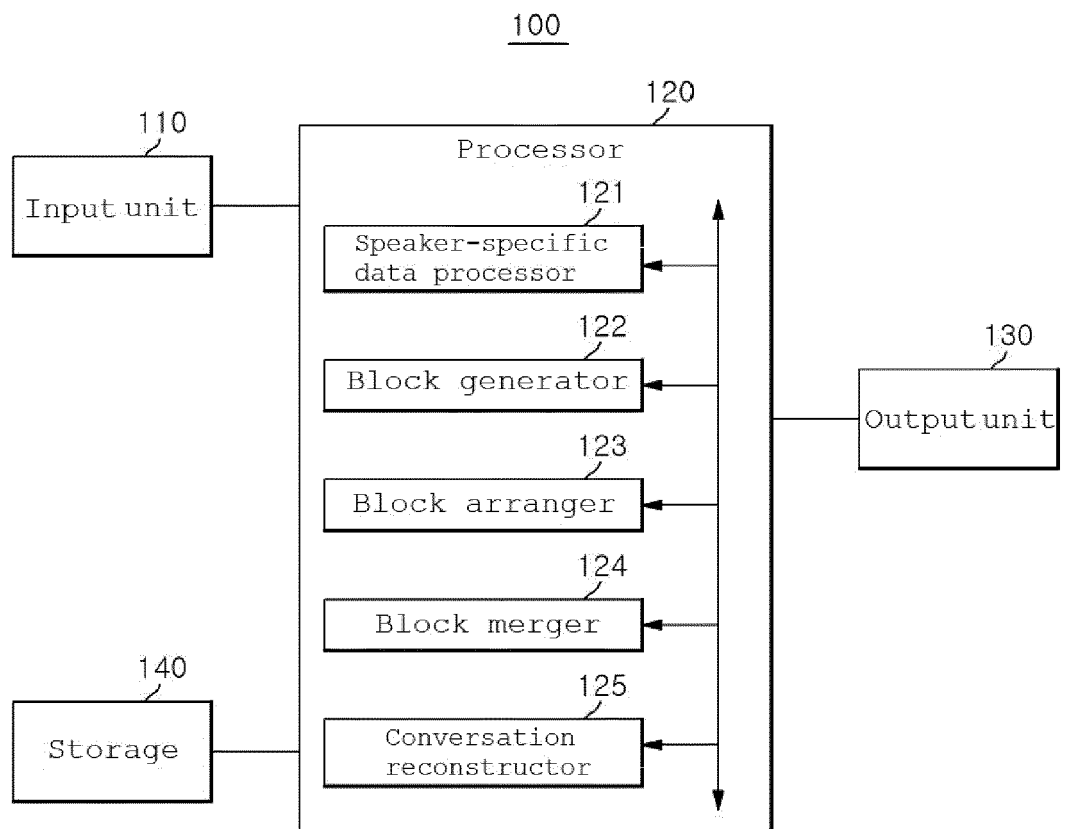 100
120
110
Processor
Input unit
121
Speaker-specific
data processor
122
Block generator
130
Output unit
123
Block arranger
124
Block merger
140
Storage
125
Conversation
reconstructor